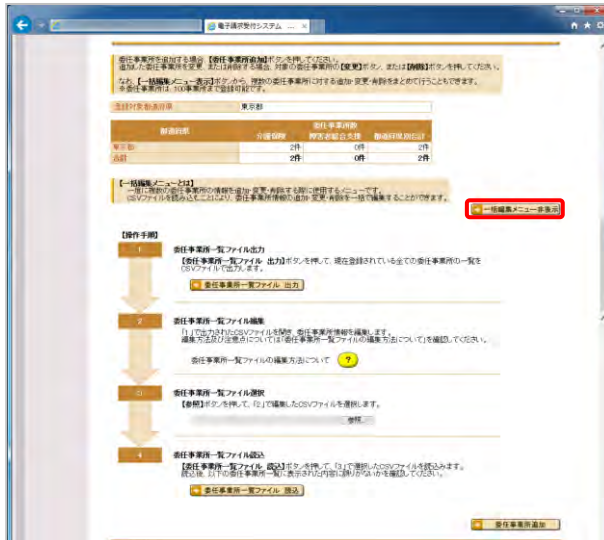 電子請求受付システム ...
委任事業所を追加する場合、【委任事業所追加】ボタンを押してください。
追加した委任事業所を変更、または削除する場合、対象の委任事業所の【変更】ボタン、または【削除】ボタンを押してください。
なお、【一括編集メニュー表示】ボタンから、複数の委任事業所に対する追加・変更・削除をまとめて行うこともできます。
※委任事業所は、100事業所まで登録可能です。
登録対象都道府県 東京都
都道府県 委任事業所数
介護保険 障害者総合支援 都道府県別合計
東京都 2件 0件 2件
合計 2件 0件 2件
【一括編集メニューとは】
一度に複数の委任事業所の情報を追加・変更・削除する際に使用するメニューです。
CSVファイルを読み込むことにより、委任事業所情報の追加・変更・削除を一括で編集することができます。
一括編集メニュー非表示
【操作手順】
1 委任事業所一覧ファイル出力
【委任事業所一覧ファイル 出力】ボタンを押して、現在登録されている全ての委任事業所の一覧を
CSVファイルで出力します。
委任事業所一覧ファイル 出力
2 委任事業所一覧ファイル編集
「1」で出力されたCSVファイルを開き、委任事業所情報を編集します。
編集方法及び注意点については「委任事業所一覧ファイルの編集方法について」を確認してください。
委任事業所一覧ファイルの編集方法について ?
3 委任事業所一覧ファイル選択
【参照】ボタンを押して、「2」で編集したCSVファイルを選択します。
参照...
4 委任事業所一覧ファイル読込
【委任事業所一覧ファイル 読込】ボタンを押して、「3」で選択したCSVファイルを読込みます。
読込後、以下の委任事業所一覧に表示された内容に誤りがないかを確認してください。
委任事業所一覧ファイル 読込
委任事業所追加